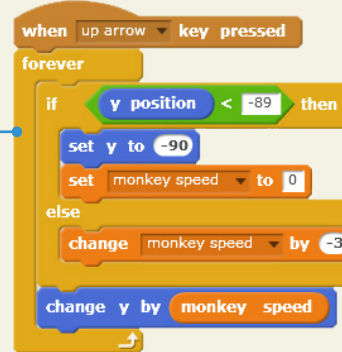 when up arrow key pressed
forever
if y position < -89 then
set y to -90
set monkey speed to 0
else
change monkey speed by -3
change y by monkey speed